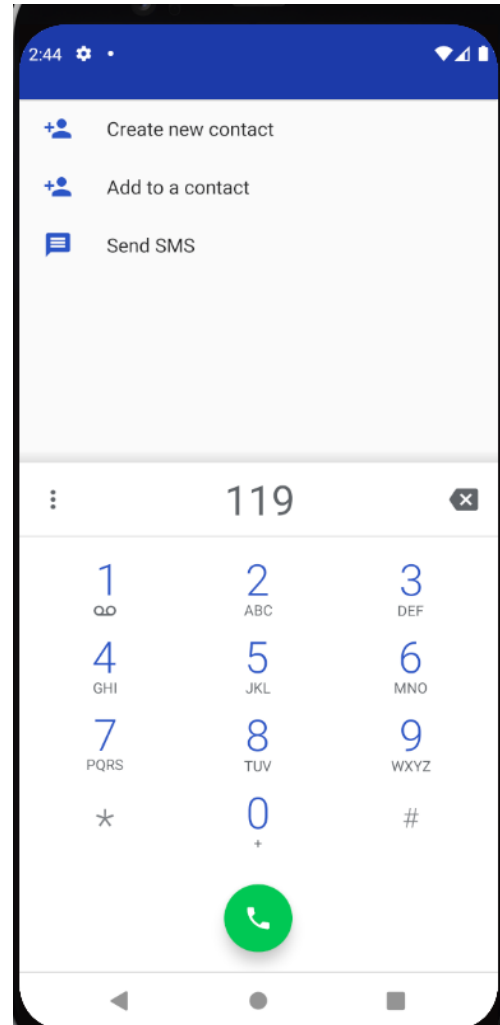 2:44
Create new contact
Add to a contact
Send SMS
119
1 2 3
ABC DEF
4 5 6
GHI JKL MNO
7 8 9
PQRS TUV WXYZ
* 0 #
+